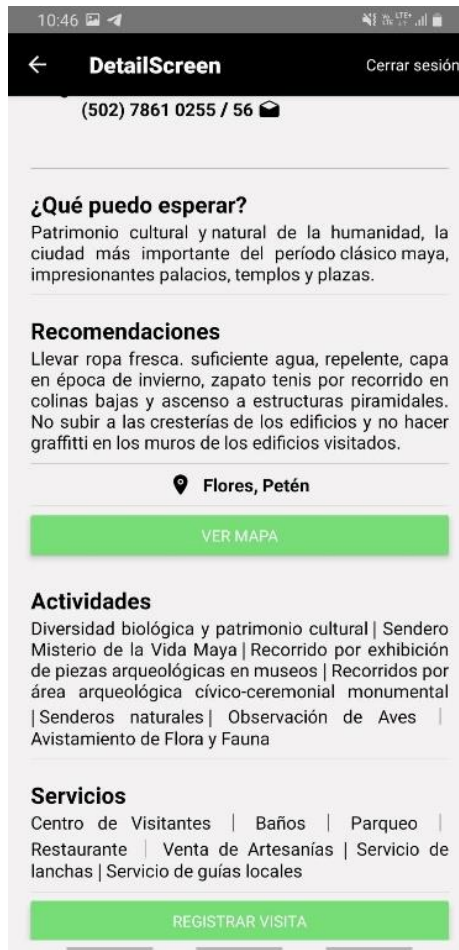 10:46
LTE+
DetailScreen
Cerrar sesión
(502) 7861 0255 / 56
¿Qué puedo esperar?
Patrimonio cultural y natural de la humanidad, la
ciudad más importante del período clásico maya,
impresionantes palacios, templos y plazas.
Recomendaciones
Llevar ropa fresca. suficiente agua, repelente, capa
en época de invierno, zapato tenis por recorrido en
colinas bajas y ascenso a estructuras piramidales.
No subir a las cresterías de los edificios y no hacer
graffitti en los muros de los edificios visitados.
Flores, Petén
VER MAPA
Actividades
Diversidad biológica y patrimonio cultural | Sendero
Misterio de la Vida Maya | Recorrido por exhibición
de piezas arqueológicas en museos | Recorridos por
área arqueológica cívico-ceremonial monumental
| Senderos naturales | Observación de Aves |
Avistamiento de Flora y Fauna
Servicios
Centro de Visitantes | Baños | Parqueo |
Restaurante | Venta de Artesanías | Servicio de
lanchas | Servicio de guías locales
REGISTRAR VISITA